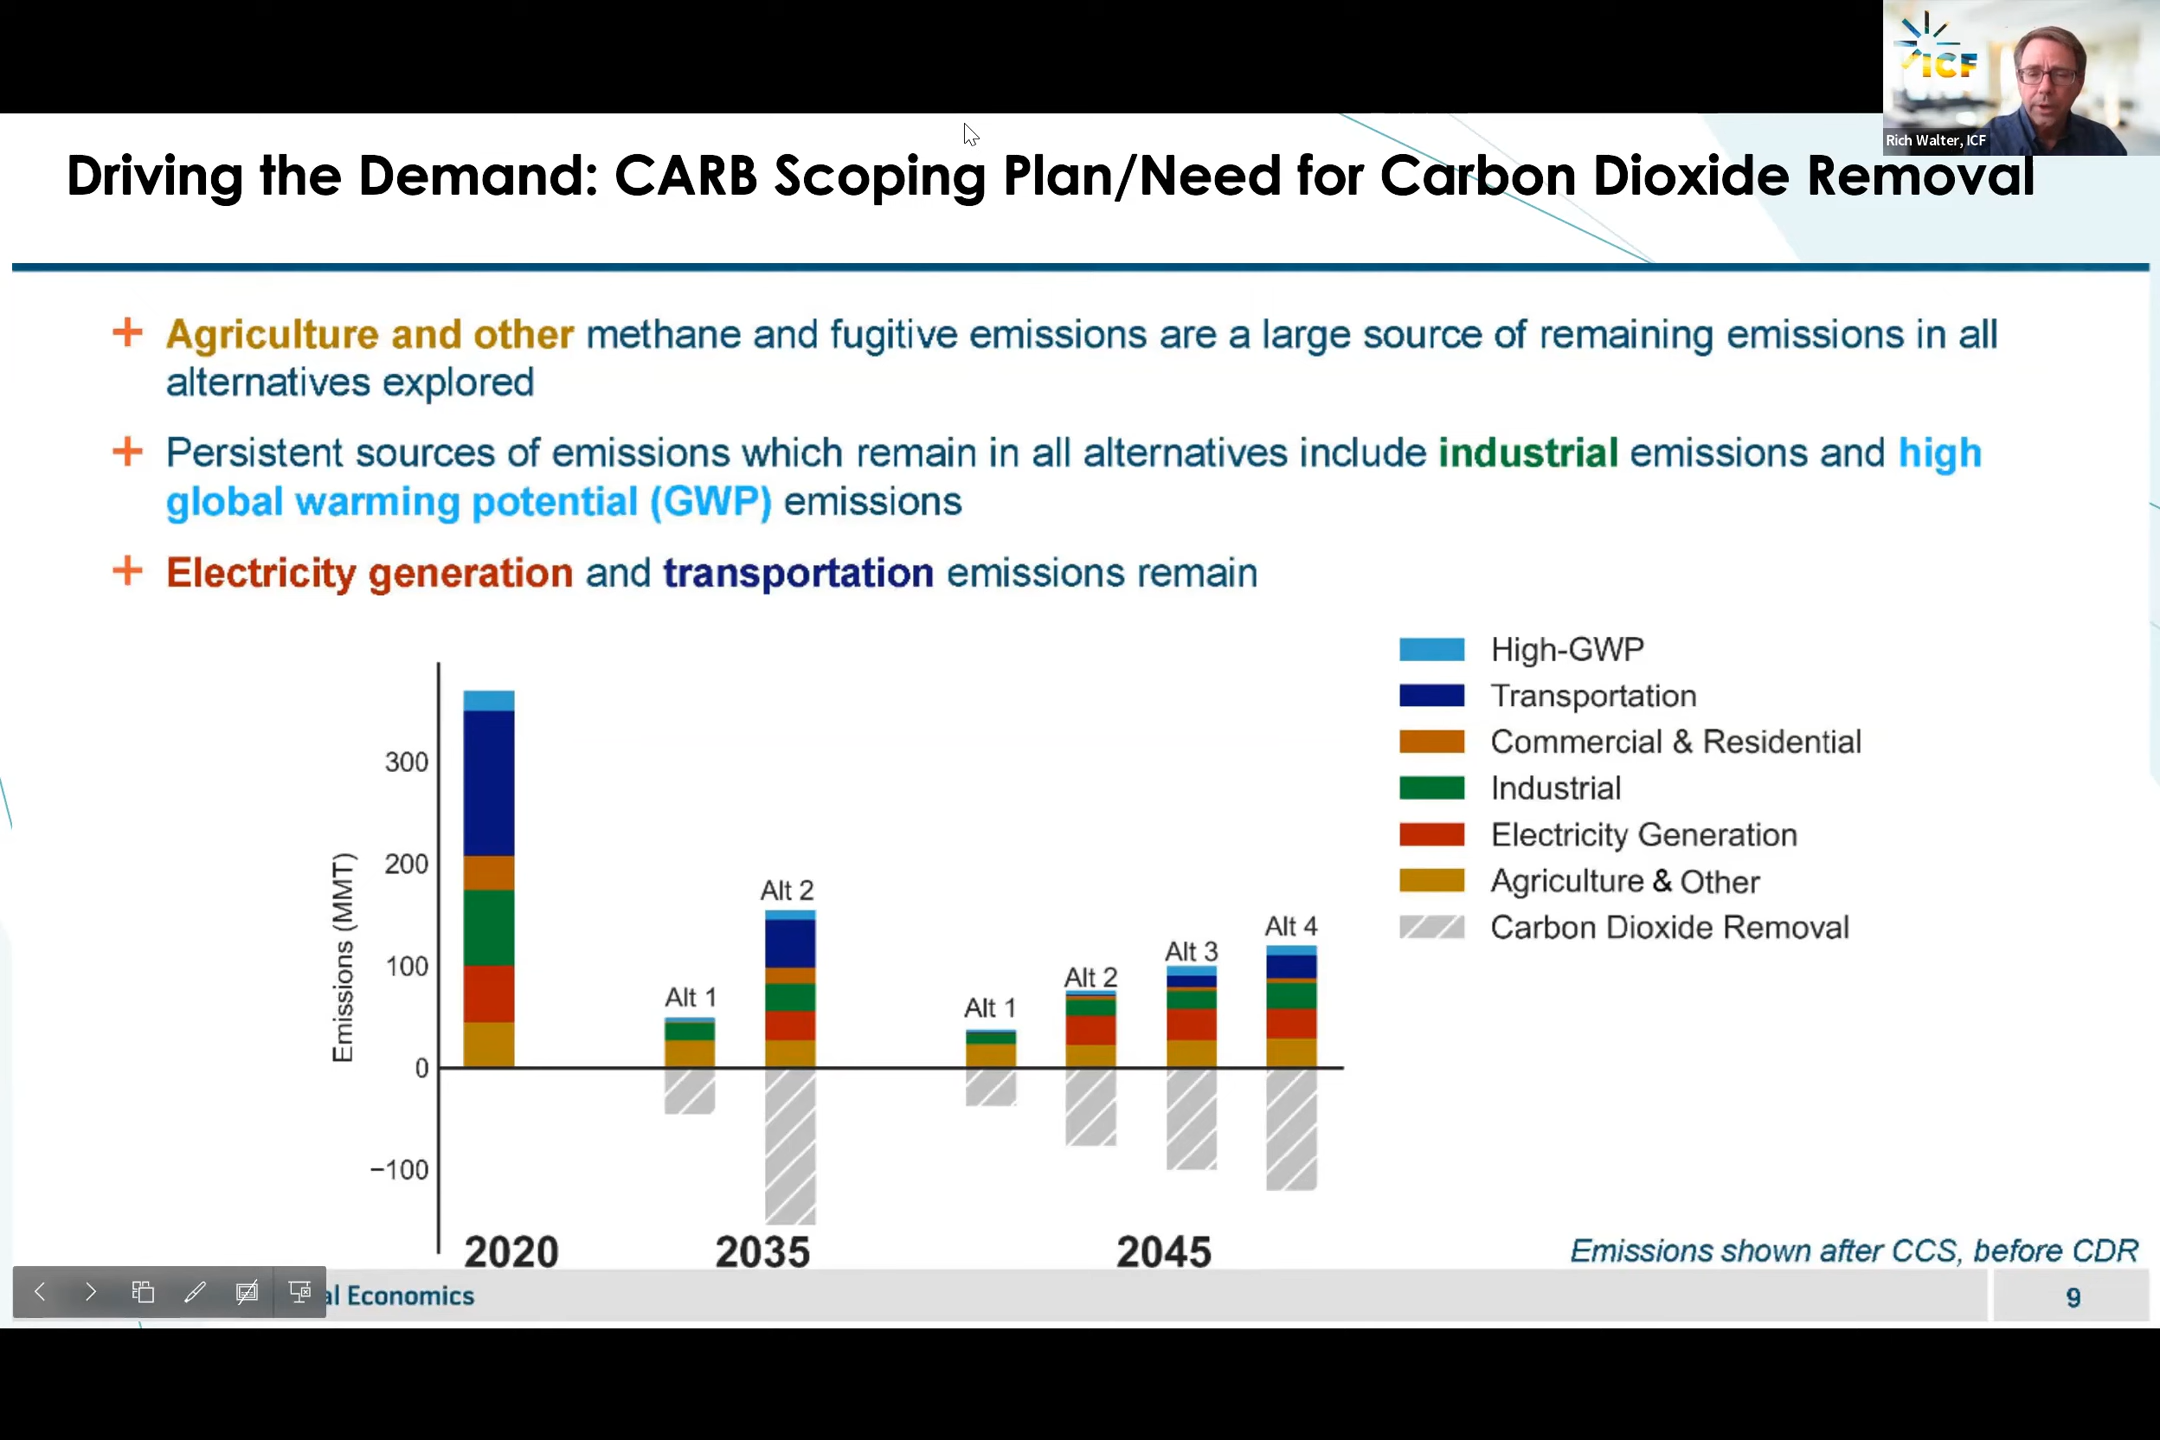 ICF
Rich Walter, ICF
Driving the Demand: CARB Scoping Plan/Need for Carbon Dioxide Removal
+ Agriculture and other methane and fugitive emissions are a large source of remaining emissions in all
alternatives explored
+ Persistent sources of emissions which remain in all alternatives include industrial emissions and high
global warming potential (GWP) emissions
+ Electricity generation and transportation emissions remain
High-GWP
Transportation
Commercial & Residential
Industrial
Electricity Generation
Agriculture & Other
Carbon Dioxide Removal
Emissions (MMT)
300
200
100
0
−100
Alt 1
Alt 2
Alt 1
Alt 2
Alt 3
Alt 4
2020
2035
2045
Emissions shown after CCS, before CDR
al Economics
9